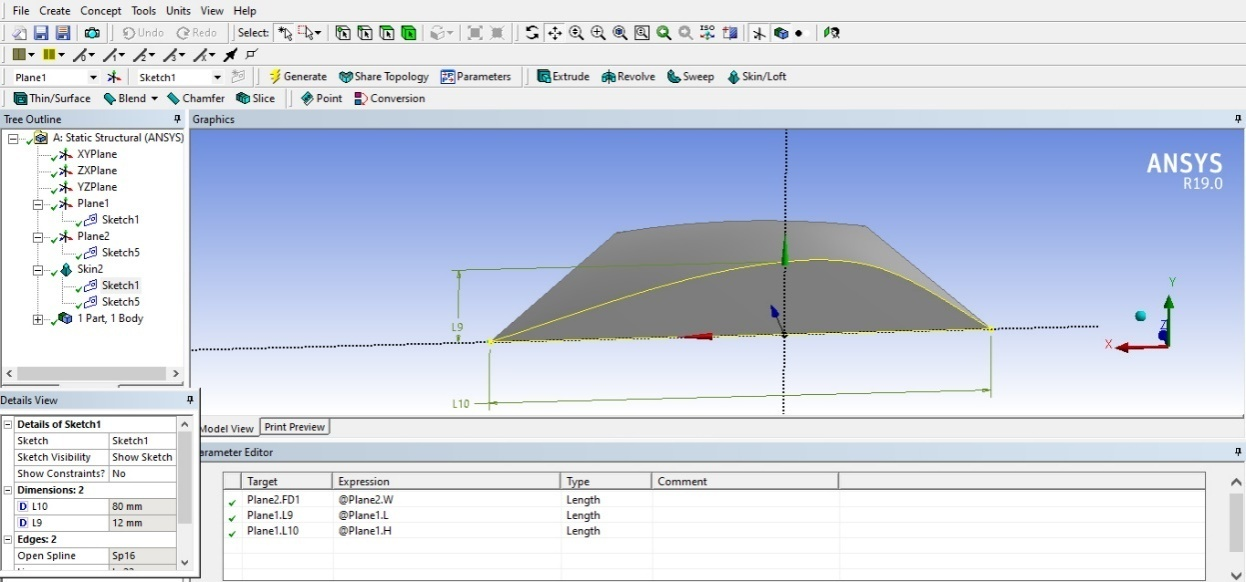 File Create Concept Tools Units View Help
Undo Redo Select: ISO
Plane1 Sketch1 Generate Share Topology Parameters Extrude Revolve Sweep Skin/Loft
Thin/Surface Blend Chamfer Slice Point Conversion
Tree Outline
A: Static Structural (ANSYS)
XYPlane
ZXPlane
YZPlane
Plane1
Sketch1
Plane2
Sketch5
Skin2
Sketch1
Sketch5
1 Part, 1 Body
Graphics
ANSYS
R19.0
L9
L10
Y
Z
X
Model View Print Preview
Details View
Details of Sketch1
Sketch Sketch1
Sketch Visibility Show Sketch
Show Constraints? No
Dimensions: 2
D L10 80 mm
D L9 12 mm
Edges: 2
Open Spline Sp16
arameter Editor
Target Expression Type Comment
Plane2.FD1 @Plane2.W Length
Plane1.L9 @Plane1.L Length
Plane1.L10 @Plane1.H Length